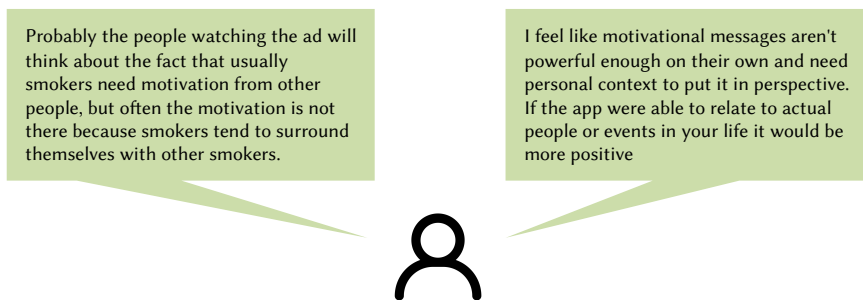 Probably the people watching the ad will
think about the fact that usually
smokers need motivation from other
people, but often the motivation is not
there because smokers tend to surround
themselves with other smokers.
I feel like motivational messages aren't
powerful enough on their own and need
personal context to put it in perspective.
If the app were able to relate to actual
people or events in your life it would be
more positive